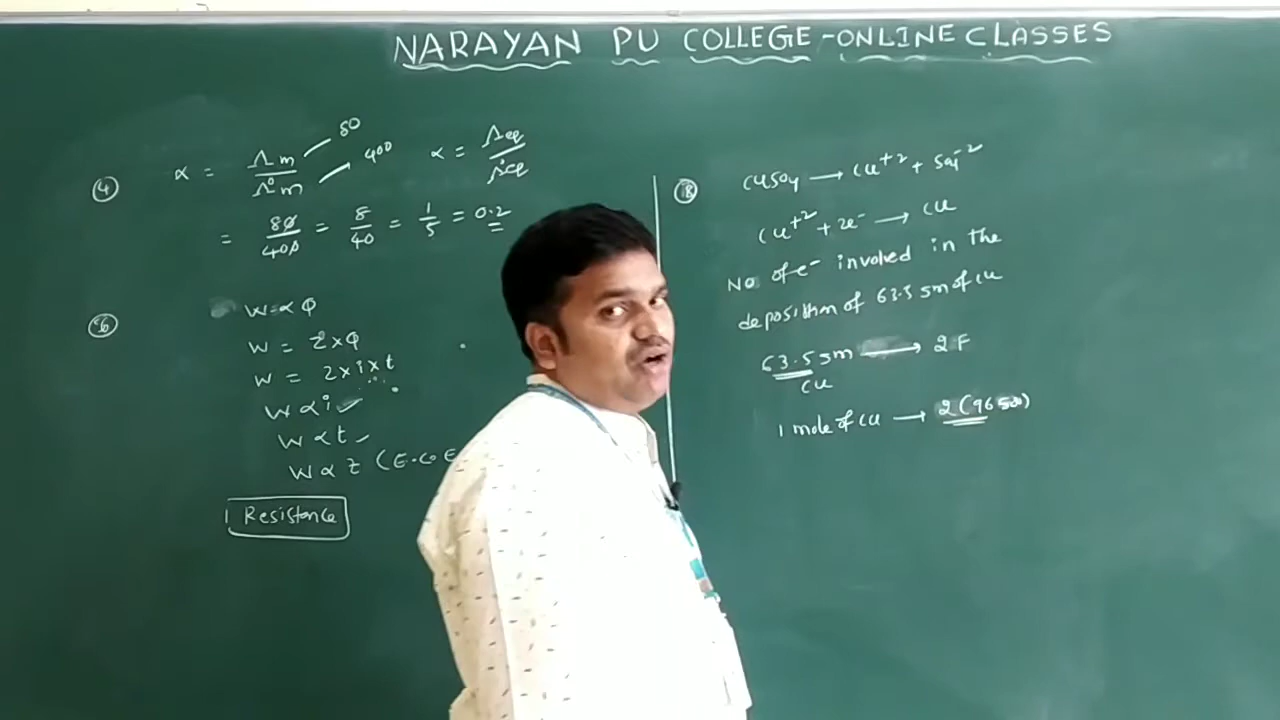 NARAYAN PU COLLEGE-ONLINE CLASSES
④ α = Λm / Λ°m 80 400 α = Λeq / Λ°eq
= 80/400 = 8/40 = 1/5 = 0.2
⑥ W ∝ Q
W = Z×Q
W = Z×i×t
W ∝ i ✓
W ∝ t ✓
W ∝ Z (E.C.E
Resistance
⑧ CuSO4 → Cu+2 + SO4-2
Cu+2 + 2e- → Cu
No of e- involved in the
deposition of 63.5 gm of Cu
63.5 gm → 2F
Cu
1 mole of Cu → 2(96500)